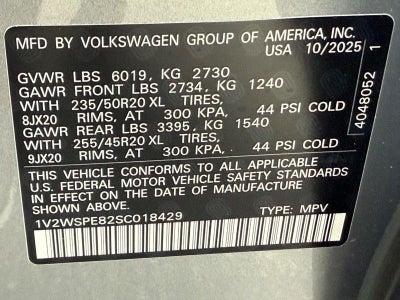 MFD BY VOLKSWAGEN GROUP OF AMERICA, INC.
USA 10/2025
GVWR LBS 6019, KG 2730
GAWR FRONT LBS 2734, KG 1240
WITH 235/50R20 XL TIRES,
8JX20 RIMS, AT 300 KPA, 44 PSI COLD
GAWR REAR LBS 3395, KG 1540
WITH 255/45R20 XL TIRES,
9JX20 RIMS, AT 300 KPA, 44 PSI COLD
THIS VEHICLE CONFORMS TO ALL APPLICABLE
U.S. FEDERAL MOTOR VEHICLE SAFETY STANDARDS
IN EFFECT ON THE DATE OF MANUFACTURE SHOWN ABOVE.
1V2WSPE82SC018429 TYPE: MPV
4048052 1